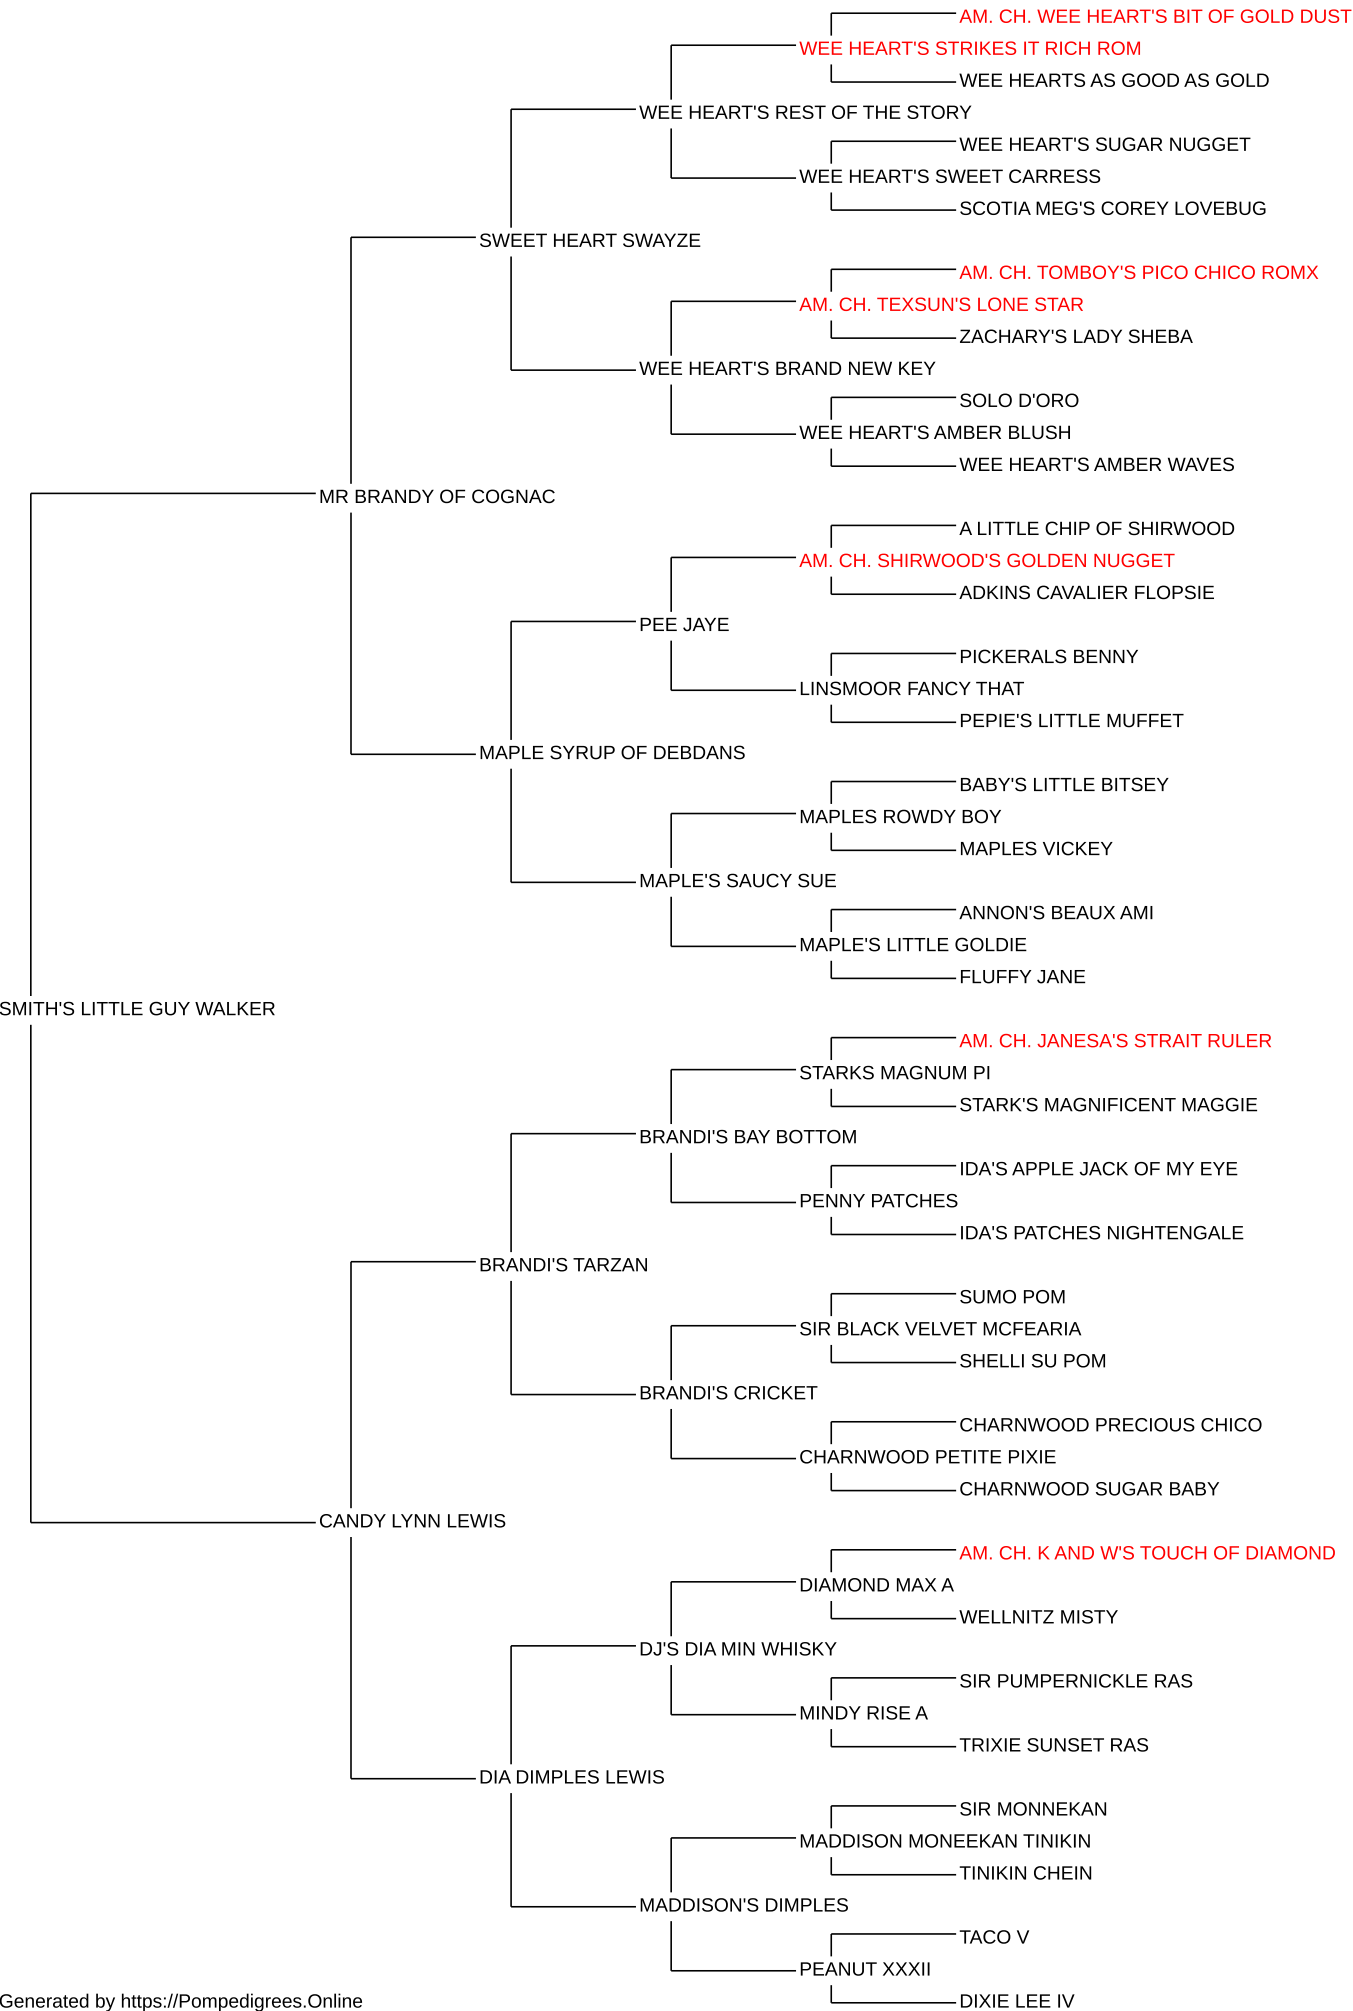 AM. CH. WEE HEART'S BIT OF GOLD DUST
WEE HEART'S STRIKES IT RICH ROM
WEE HEARTS AS GOOD AS GOLD
WEE HEART'S REST OF THE STORY
WEE HEART'S SUGAR NUGGET
WEE HEART'S SWEET CARRESS
SCOTIA MEG'S COREY LOVEBUG
SWEET HEART SWAYZE
AM. CH. TOMBOY'S PICO CHICO ROMX
AM. CH. TEXSUN'S LONE STAR
ZACHARY'S LADY SHEBA
WEE HEART'S BRAND NEW KEY
SOLO D'ORO
WEE HEART'S AMBER BLUSH
WEE HEART'S AMBER WAVES
MR BRANDY OF COGNAC
A LITTLE CHIP OF SHIRWOOD
AM. CH. SHIRWOOD'S GOLDEN NUGGET
ADKINS CAVALIER FLOPSIE
PEE JAYE
PICKERALS BENNY
LINSMOOR FANCY THAT
PEPIE'S LITTLE MUFFET
MAPLE SYRUP OF DEBDANS
BABY'S LITTLE BITSEY
MAPLES ROWDY BOY
MAPLES VICKEY
MAPLE'S SAUCY SUE
ANNON'S BEAUX AMI
MAPLE'S LITTLE GOLDIE
FLUFFY JANE
SMITH'S LITTLE GUY WALKER
AM. CH. JANESA'S STRAIT RULER
STARKS MAGNUM PI
STARK'S MAGNIFICENT MAGGIE
BRANDI'S BAY BOTTOM
IDA'S APPLE JACK OF MY EYE
PENNY PATCHES
IDA'S PATCHES NIGHTENGALE
BRANDI'S TARZAN
SUMO POM
SIR BLACK VELVET MCFEARIA
SHELLI SU POM
BRANDI'S CRICKET
CHARNWOOD PRECIOUS CHICO
CHARNWOOD PETITE PIXIE
CHARNWOOD SUGAR BABY
CANDY LYNN LEWIS
AM. CH. K AND W'S TOUCH OF DIAMOND
DIAMOND MAX A
WELLNITZ MISTY
DJ'S DIA MIN WHISKY
SIR PUMPERNICKLE RAS
MINDY RISE A
TRIXIE SUNSET RAS
DIA DIMPLES LEWIS
SIR MONNEKAN
MADDISON MONEEKAN TINIKIN
TINIKIN CHEIN
MADDISON'S DIMPLES
TACO V
PEANUT XXXII
DIXIE LEE IV
Generated by https://Pompedigrees.Online